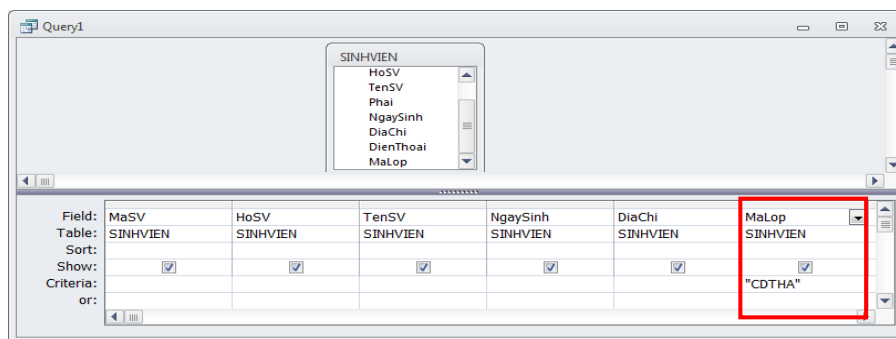 Query1
SINHVIEN
HoSV
TenSV
Phai
NgaySinh
DiaChi
DienThoai
MaLop
Field: MaSV HoSV TenSV NgaySinh DiaChi MaLop
Table: SINHVIEN SINHVIEN SINHVIEN SINHVIEN SINHVIEN SINHVIEN
Sort:
Show:
Criteria: "CDTHA"
or: